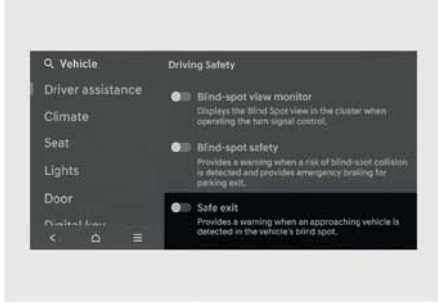 Vehicle
Driver assistance
Climate
Seat
Lights
Door
Digital key
Driving Safety
Blind-spot view monitor
Displays the Blind Spot view in the cluster when
operating the turn signal control.
Blind-spot safety
Provides a warning when a risk of blind-spot collision
is detected and provides emergency braking for
parking exit.
Safe exit
Provides a warning when an approaching vehicle is
detected in the vehicle's blind spot.